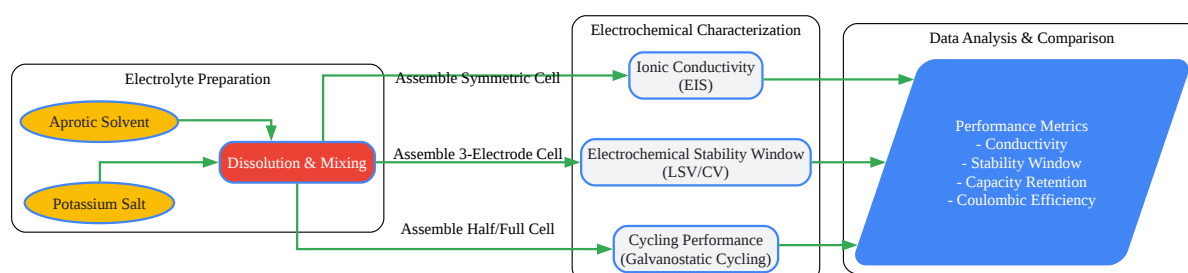 Electrolyte Preparation
Aprotic Solvent
Potassium Salt
Dissolution & Mixing
Assemble Symmetric Cell
Assemble 3-Electrode Cell
Assemble Half/Full Cell
Electrochemical Characterization
Ionic Conductivity
(EIS)
Electrochemical Stability Window
(LSV/CV)
Cycling Performance
(Galvanostatic Cycling)
Data Analysis & Comparison
Performance Metrics
- Conductivity
- Stability Window
- Capacity Retention
- Coulombic Efficiency